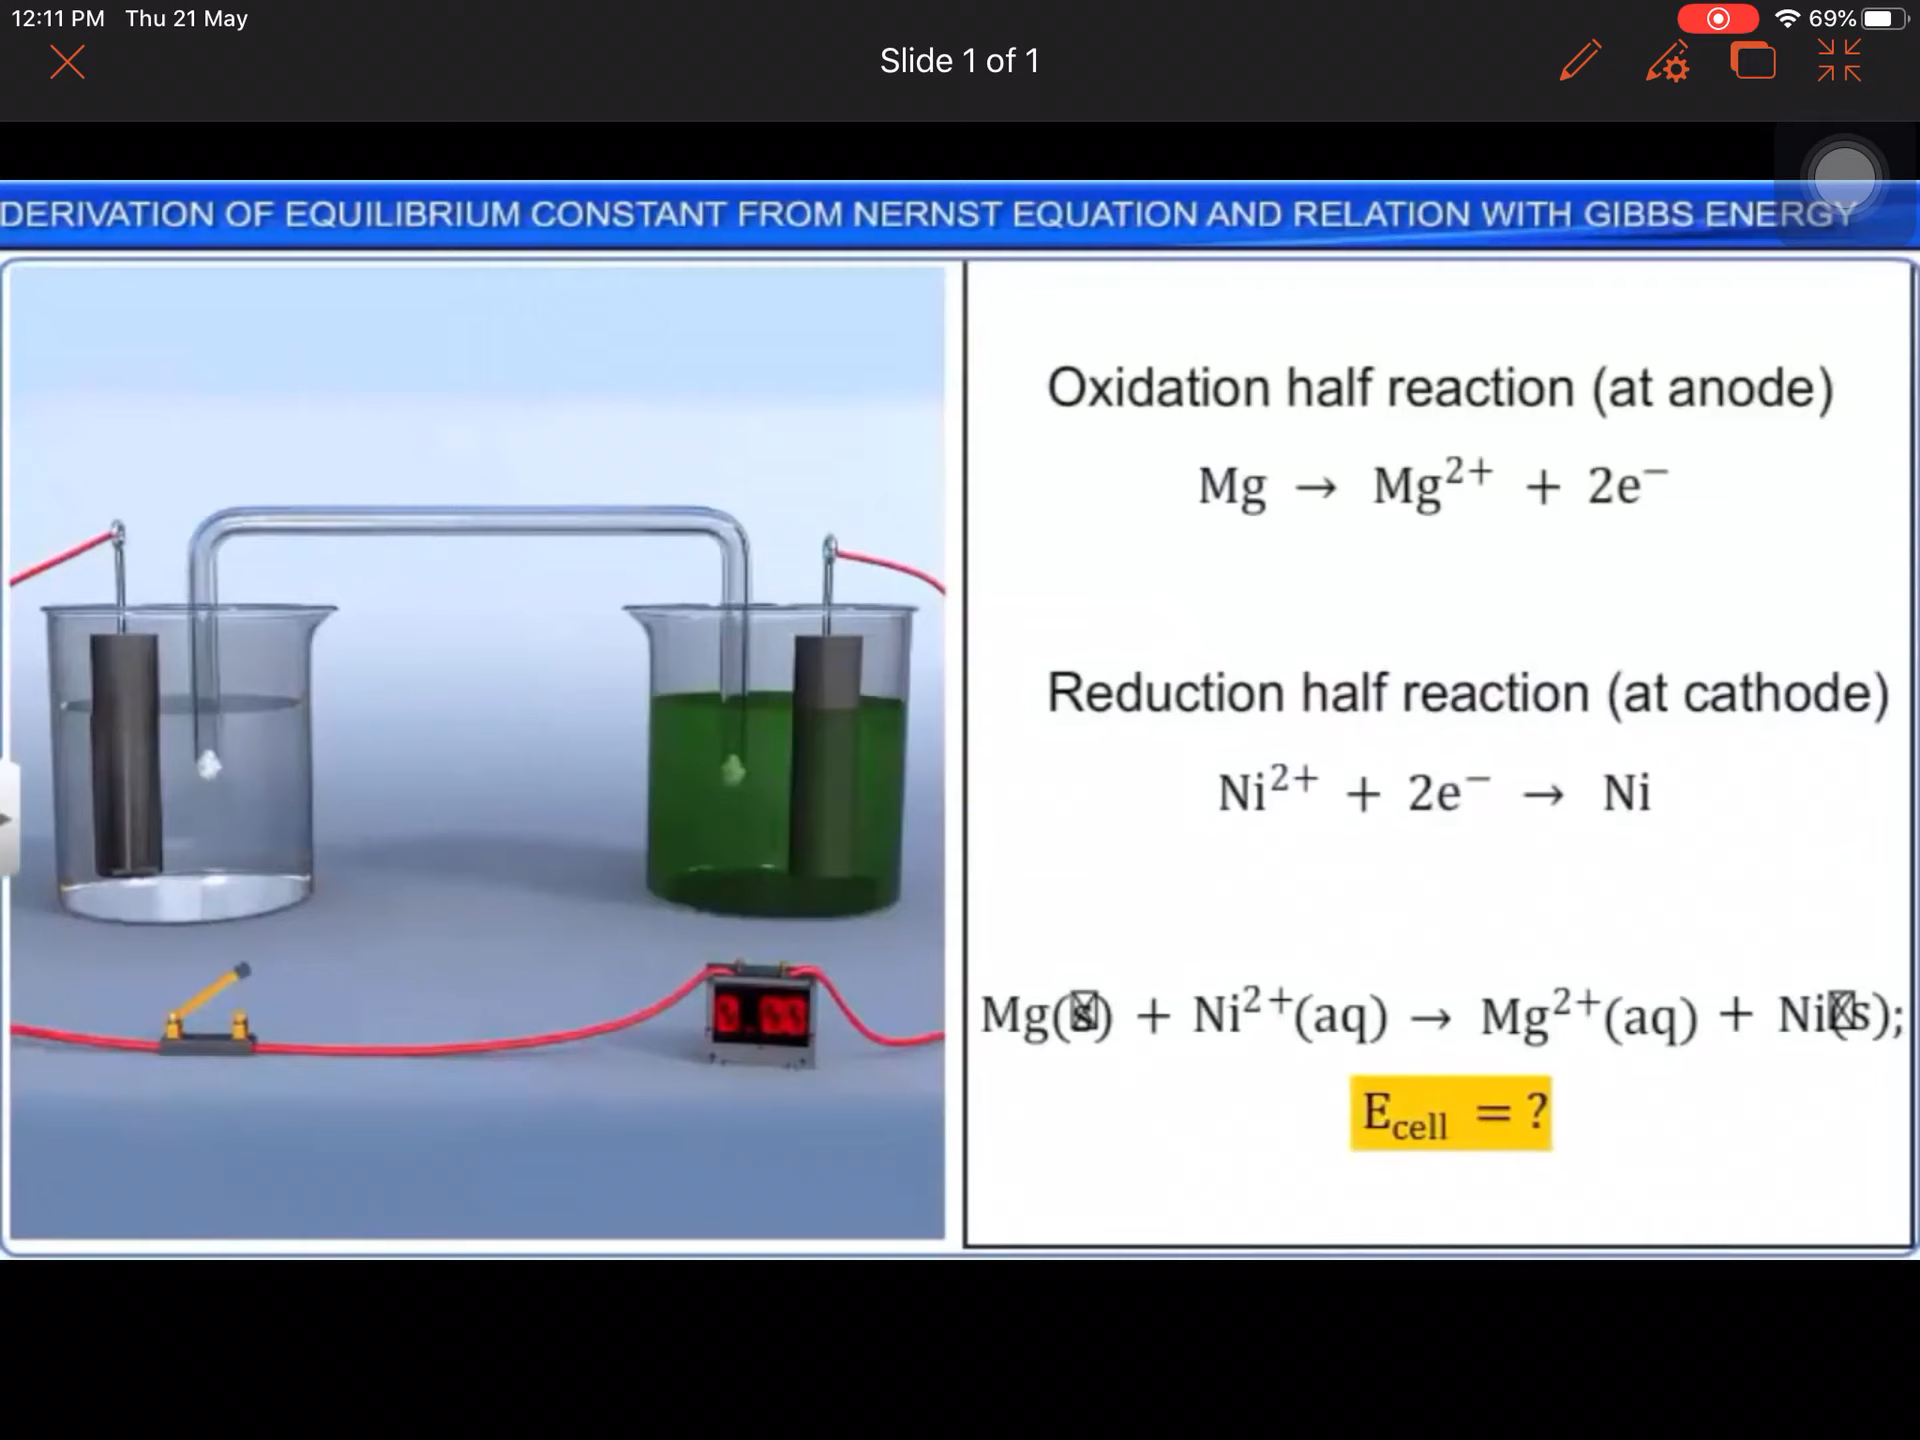 12:11 PM Thu 21 May
69%
Slide 1 of 1
DERIVATION OF EQUILIBRIUM CONSTANT FROM NERNST EQUATION AND RELATION WITH GIBBS ENERGY
Oxidation half reaction (at anode)
Mg → Mg²⁺ + 2e⁻
Reduction half reaction (at cathode)
Ni²⁺ + 2e⁻ → Ni
Mg(s) + Ni²⁺(aq) → Mg²⁺(aq) + Ni(s);
E_cell = ?